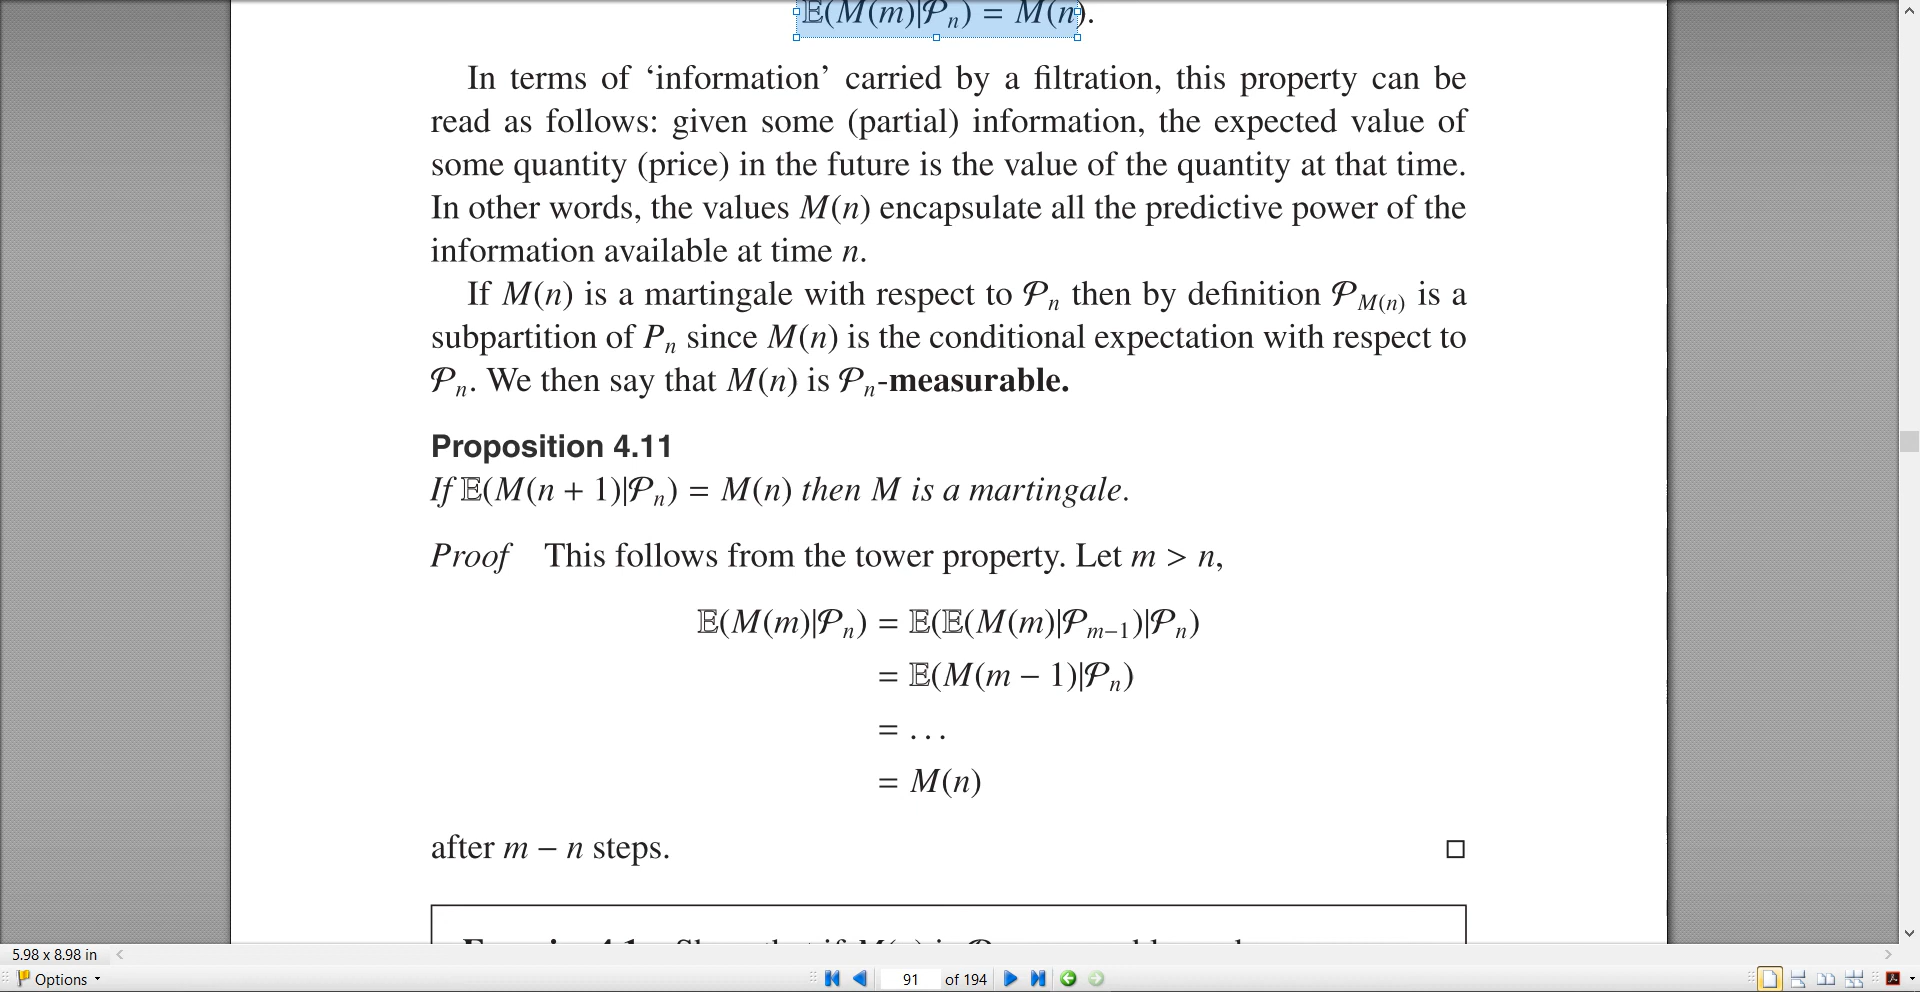 𝔼(M(m)|𝒫ₙ) = M(n).
In terms of ‘information’ carried by a filtration, this property can be
read as follows: given some (partial) information, the expected value of
some quantity (price) in the future is the value of the quantity at that time.
In other words, the values M(n) encapsulate all the predictive power of the
information available at time n.
If M(n) is a martingale with respect to 𝒫ₙ then by definition 𝒫_M(n) is a
subpartition of Pₙ since M(n) is the conditional expectation with respect to
𝒫ₙ. We then say that M(n) is 𝒫ₙ-measurable.
Proposition 4.11
If 𝔼(M(n + 1)|𝒫ₙ) = M(n) then M is a martingale.
Proof This follows from the tower property. Let m > n,
𝔼(M(m)|𝒫ₙ) = 𝔼(𝔼(M(m)|𝒫ₘ₋₁)|𝒫ₙ)
= 𝔼(M(m − 1)|𝒫ₙ)
= . . .
= M(n)
after m − n steps. □
5.98 x 8.98 in
Options 91 of 194